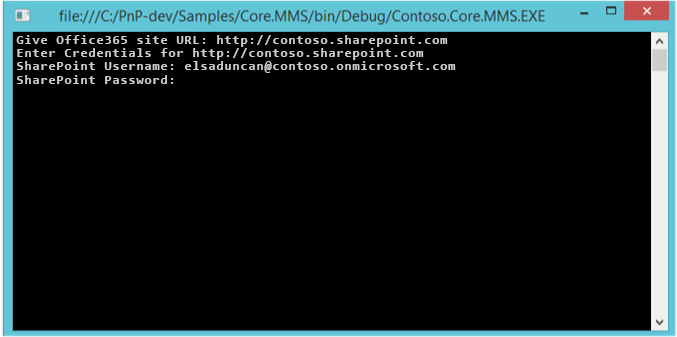 file:///C:/PnP-dev/Samples/Core.MMS/bin/Debug/Contoso.Core.MMS.EXE
Give Office365 site URL: http://contoso.sharepoint.com
Enter Credentials for http://contoso.sharepoint.com
SharePoint Username: elsaduncan@contoso.onmicrosoft.com
SharePoint Password: